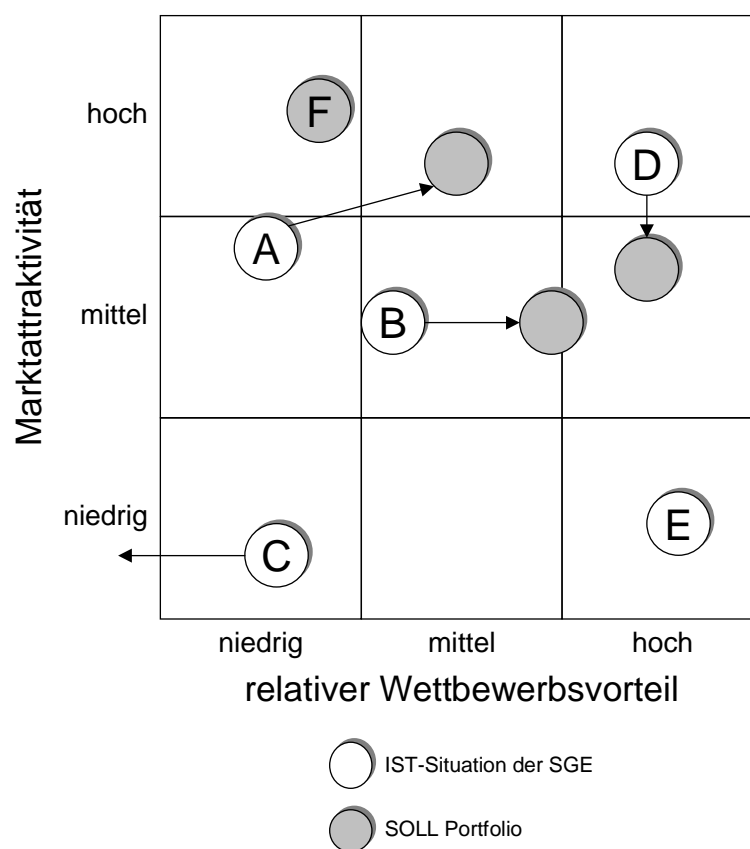 hoch
F
D
A
Marktattraktivität
mittel
B
niedrig
C
E
niedrig
mittel
hoch
relativer Wettbewerbsvorteil
IST-Situation der SGE
SOLL Portfolio